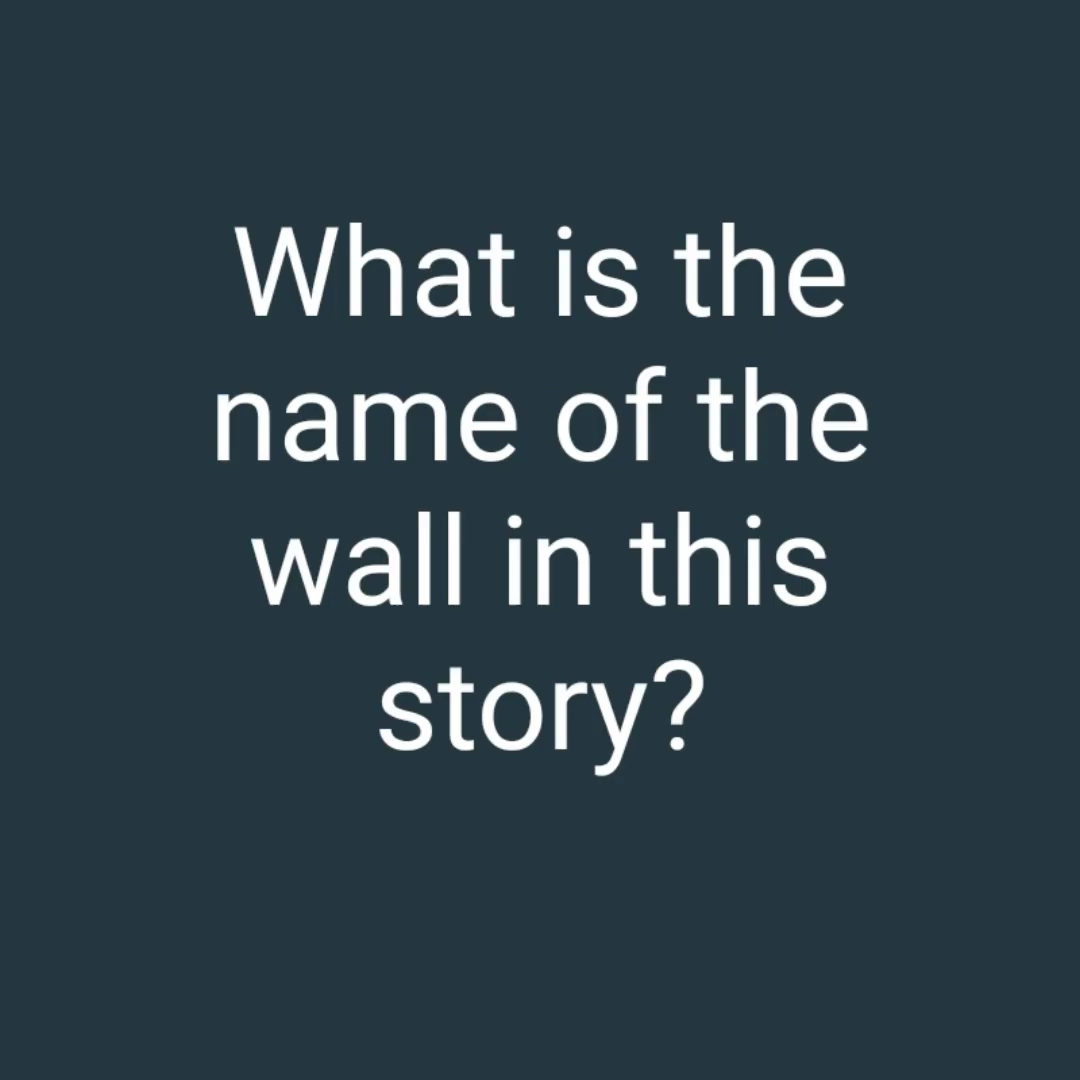 What is the
name of the
wall in this
story?